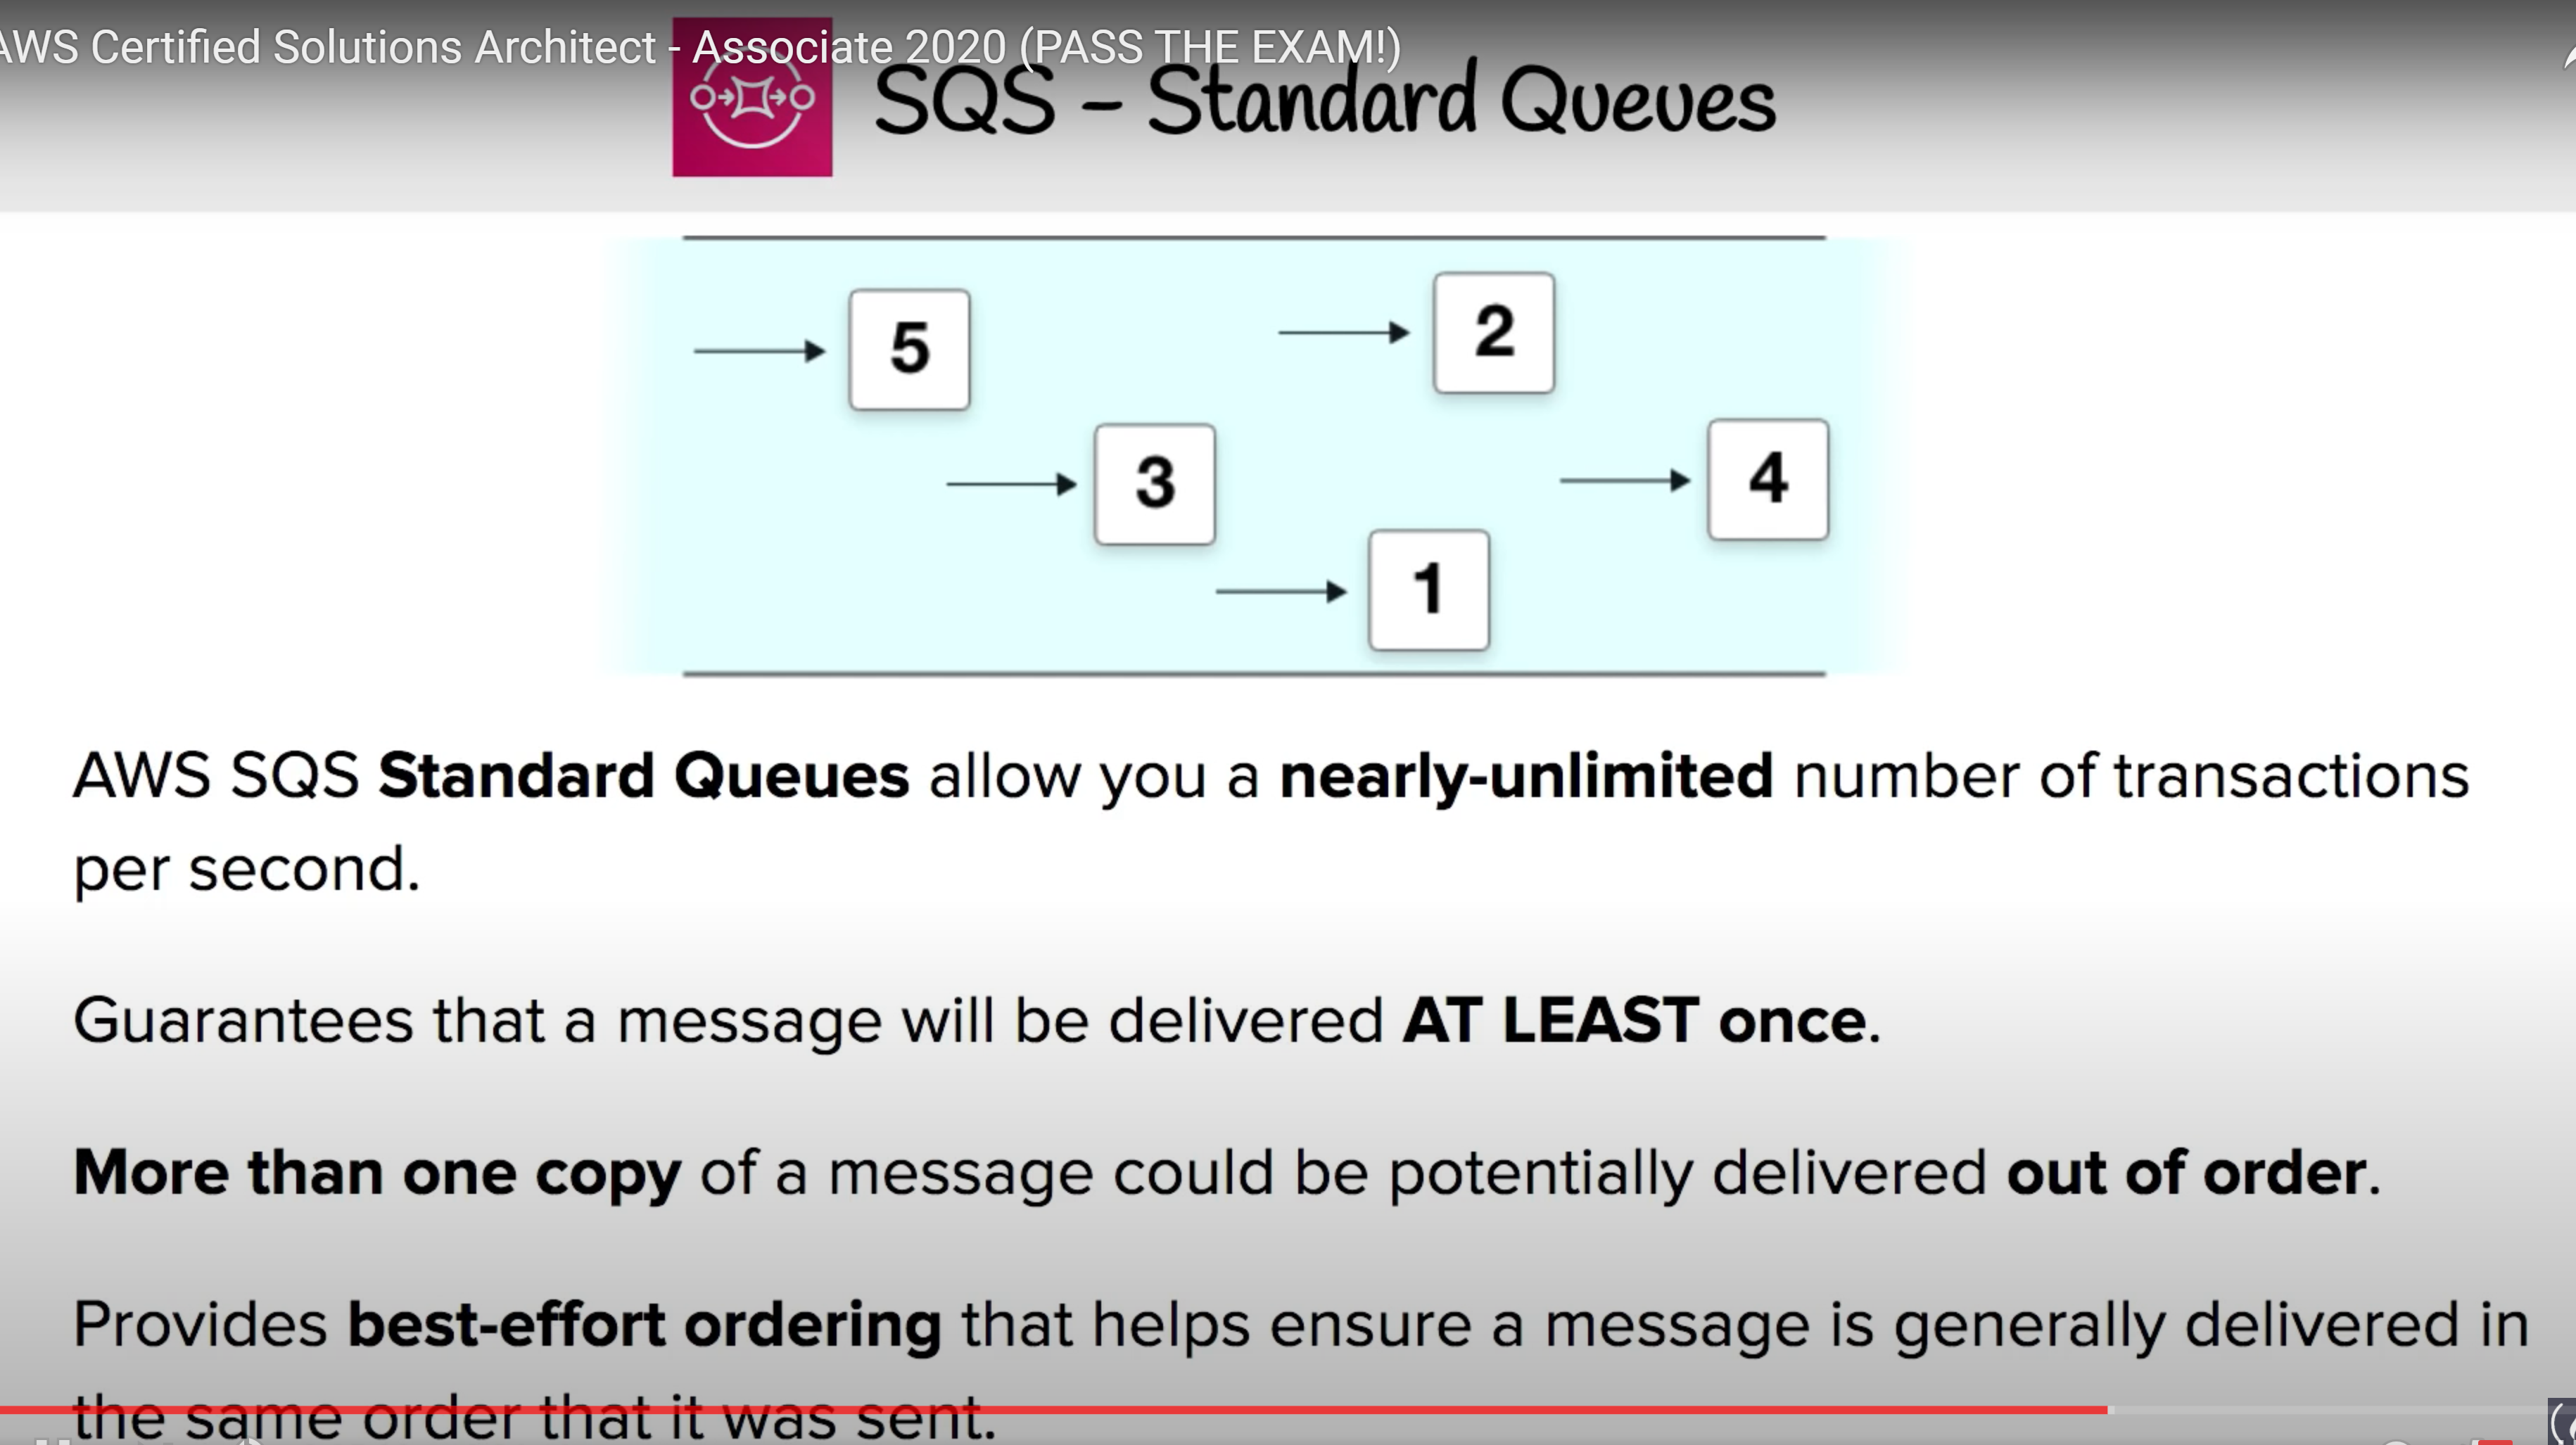 AWS Certified Solutions Architect - Associate 2020 (PASS THE EXAM!)
SQS – Standard Queues
5
2
3
4
1
AWS SQS Standard Queues allow you a nearly-unlimited number of transactions
per second.
Guarantees that a message will be delivered AT LEAST once.
More than one copy of a message could be potentially delivered out of order.
Provides best-effort ordering that helps ensure a message is generally delivered in
the same order that it was sent.